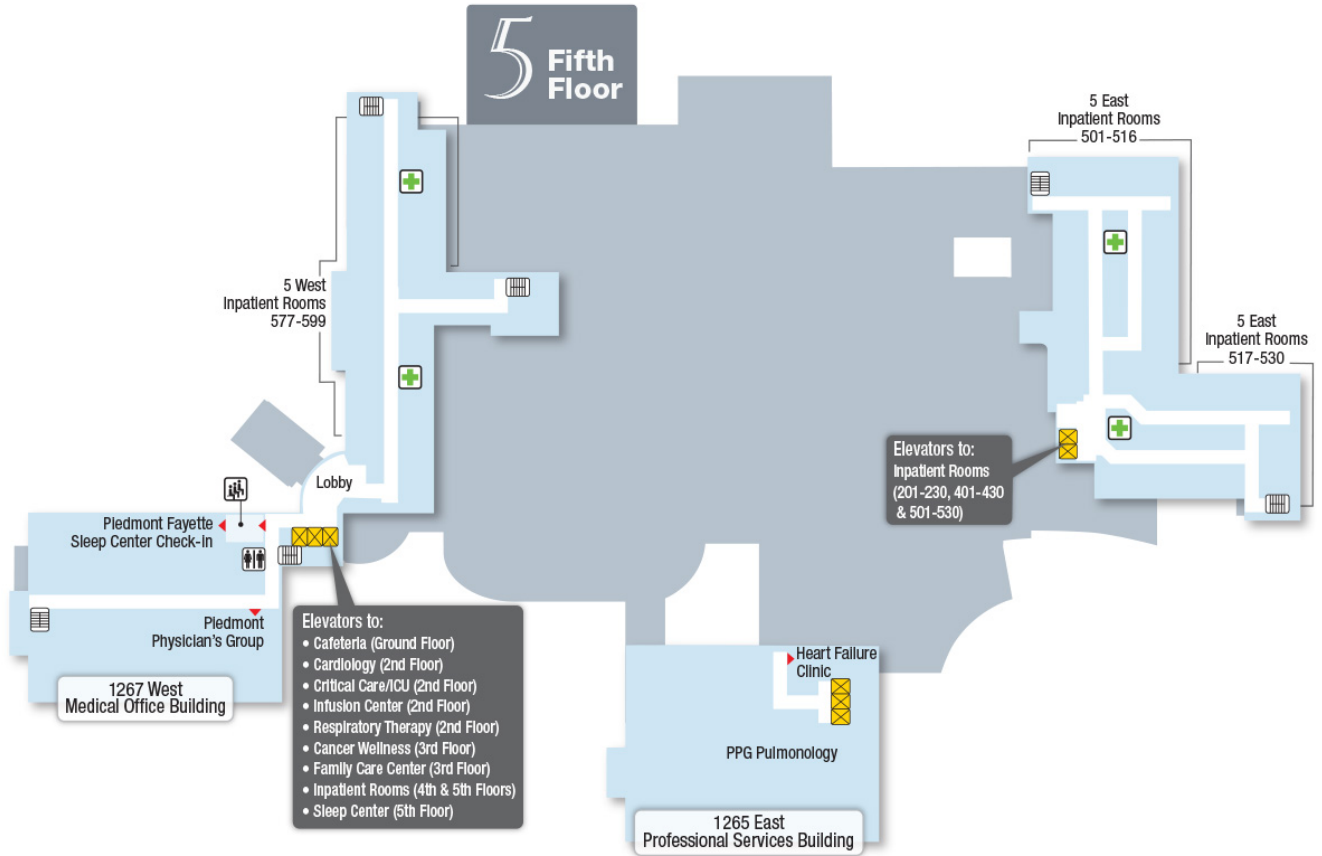 5 Fifth
Floor
5 East
Inpatient Rooms
501-516
5 West
Inpatient Rooms
577-599
5 East
Inpatient Rooms
517-530
Elevators to:
Inpatient Rooms
(201-230, 401-430
& 501-530)
Lobby
Piedmont Fayette
Sleep Center Check-in
Piedmont
Physician's Group
1267 West
Medical Office Building
Elevators to:
• Cafeteria (Ground Floor)
• Cardiology (2nd Floor)
• Critical Care/ICU (2nd Floor)
• Infusion Center (2nd Floor)
• Respiratory Therapy (2nd Floor)
• Cancer Wellness (3rd Floor)
• Family Care Center (3rd Floor)
• Inpatient Rooms (4th & 5th Floors)
• Sleep Center (5th Floor)
Heart Failure
Clinic
PPG Pulmonology
1265 East
Professional Services Building